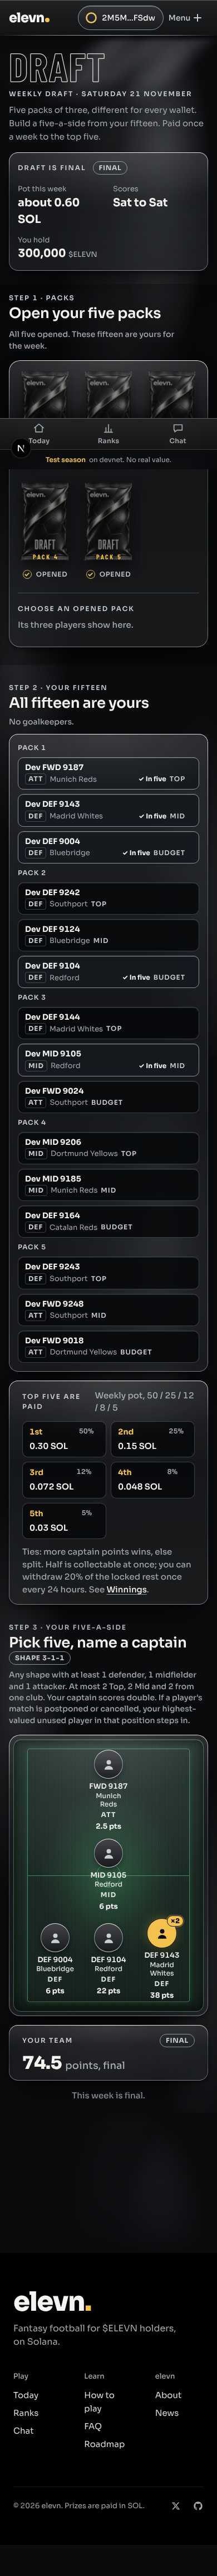 elevn.
2M5M...FSdw
Menu
DRAFT
WEEKLY DRAFT · SATURDAY 21 NOVEMBER
Five packs of three, different for every wallet.
Build a five-a-side from your fifteen. Paid once
a week to the top five.
DRAFT IS FINAL
FINAL
Pot this week
about 0.60
SOL
Scores
Sat to Sat
You hold
300,000 $ELEVN
STEP 1 · PACKS
Open your five packs
All five opened. These fifteen are yours for
the week.
elevn.
elevn.
elevn.
Today
Ranks
Chat
N
Test season on devnet. No real value.
elevn.
DRAFT
PACK 4
elevn.
DRAFT
PACK 5
OPENED
OPENED
CHOOSE AN OPENED PACK
Its three players show here.
STEP 2 · YOUR FIFTEEN
All fifteen are yours
No goalkeepers.
PACK 1
Dev FWD 9187
ATT Munich Reds ✓ In five TOP
Dev DEF 9143
DEF Madrid Whites ✓ In five MID
Dev DEF 9004
DEF Bluebridge ✓ In five BUDGET
PACK 2
Dev DEF 9242
DEF Southport TOP
Dev DEF 9124
DEF Bluebridge MID
Dev DEF 9104
DEF Redford ✓ In five BUDGET
PACK 3
Dev DEF 9144
DEF Madrid Whites TOP
Dev MID 9105
MID Redford ✓ In five MID
Dev FWD 9024
ATT Southport BUDGET
PACK 4
Dev MID 9206
MID Dortmund Yellows TOP
Dev MID 9185
MID Munich Reds MID
Dev DEF 9164
DEF Catalan Reds BUDGET
PACK 5
Dev DEF 9243
DEF Southport TOP
Dev FWD 9248
ATT Southport MID
Dev FWD 9018
ATT Dortmund Yellows BUDGET
TOP FIVE ARE
PAID
Weekly pot, 50 / 25 / 12
/ 8 / 5
1st 50%
0.30 SOL
2nd 25%
0.15 SOL
3rd 12%
0.072 SOL
4th 8%
0.048 SOL
5th 5%
0.03 SOL
Ties: more captain points wins, else
split. Half is collectable at once; you can
withdraw 20% of the locked rest once
every 24 hours. See Winnings.
STEP 3 · YOUR FIVE-A-SIDE
Pick five, name a captain
SHAPE 3-1-1
Any shape with at least 1 defender, 1 midfielder
and 1 attacker. At most 2 Top, 2 Mid and 2 from
one club. Your captain scores double. If a player's
match is postponed or cancelled, your highest-
valued unused player in that position steps in.
FWD 9187
Munich
Reds
ATT
2.5 pts
MID 9105
Redford
MID
6 pts
DEF 9004
Bluebridge
DEF
6 pts
DEF 9104
Redford
DEF
22 pts
×2
DEF 9143
Madrid
Whites
DEF
38 pts
YOUR TEAM
FINAL
74.5 points, final
This week is final.
elevn.
Fantasy football for $ELEVN holders,
on Solana.
Play
Today
Ranks
Chat
Learn
How to
play
FAQ
Roadmap
elevn
About
News
© 2026 elevn. Prizes are paid in SOL.